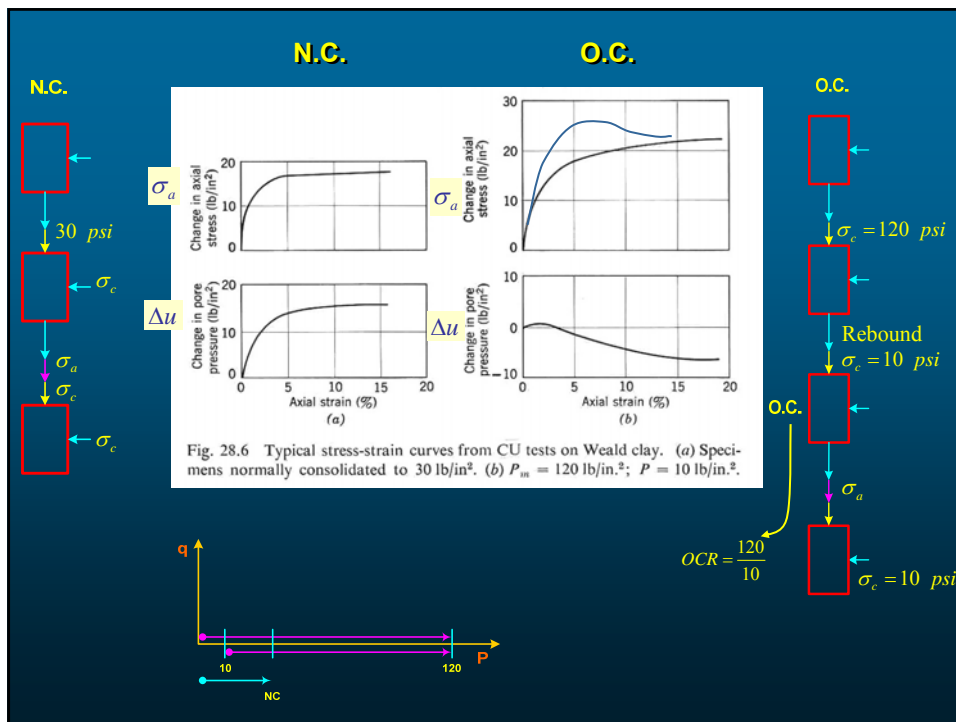 N.C.
O.C.
N.C.
30 psi
σc
σa
σc
σc
σa
Change in axial
stress (lb/in²)
20
10
0
Δu
Change in pore
pressure (lb/in²)
20
10
0
0
5
10
15
20
Axial strain (%)
(a)
σa
Change in axial
stress (lb/in²)
30
20
10
0
Δu
Change in pore
pressure (lb/in²)
10
0
−10
0
5
10
15
20
Axial strain (%)
(b)
Fig. 28.6 Typical stress-strain curves from C̅U̅ tests on Weald clay. (a) Speci-
mens normally consolidated to 30 lb/in². (b) Pm = 120 lb/in.²; P = 10 lb/in.².
O.C.
σc = 120 psi
Rebound
σc = 10 psi
O.C.
σa
OCR = 120/10
σc = 10 psi
q
P
10
120
NC